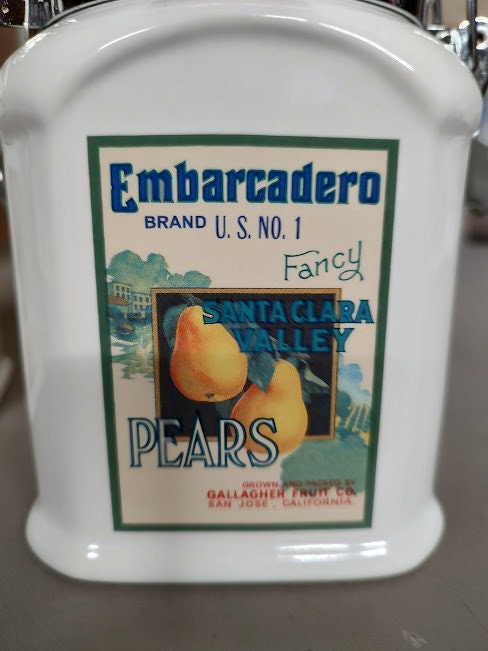 Embarcadero
BRAND U. S. NO. 1
Fancy
SANTA CLARA
VALLEY
PEARS
GROWN AND PACKED BY
GALLAGHER FRUIT CO.
SAN JOSE, CALIFORNIA